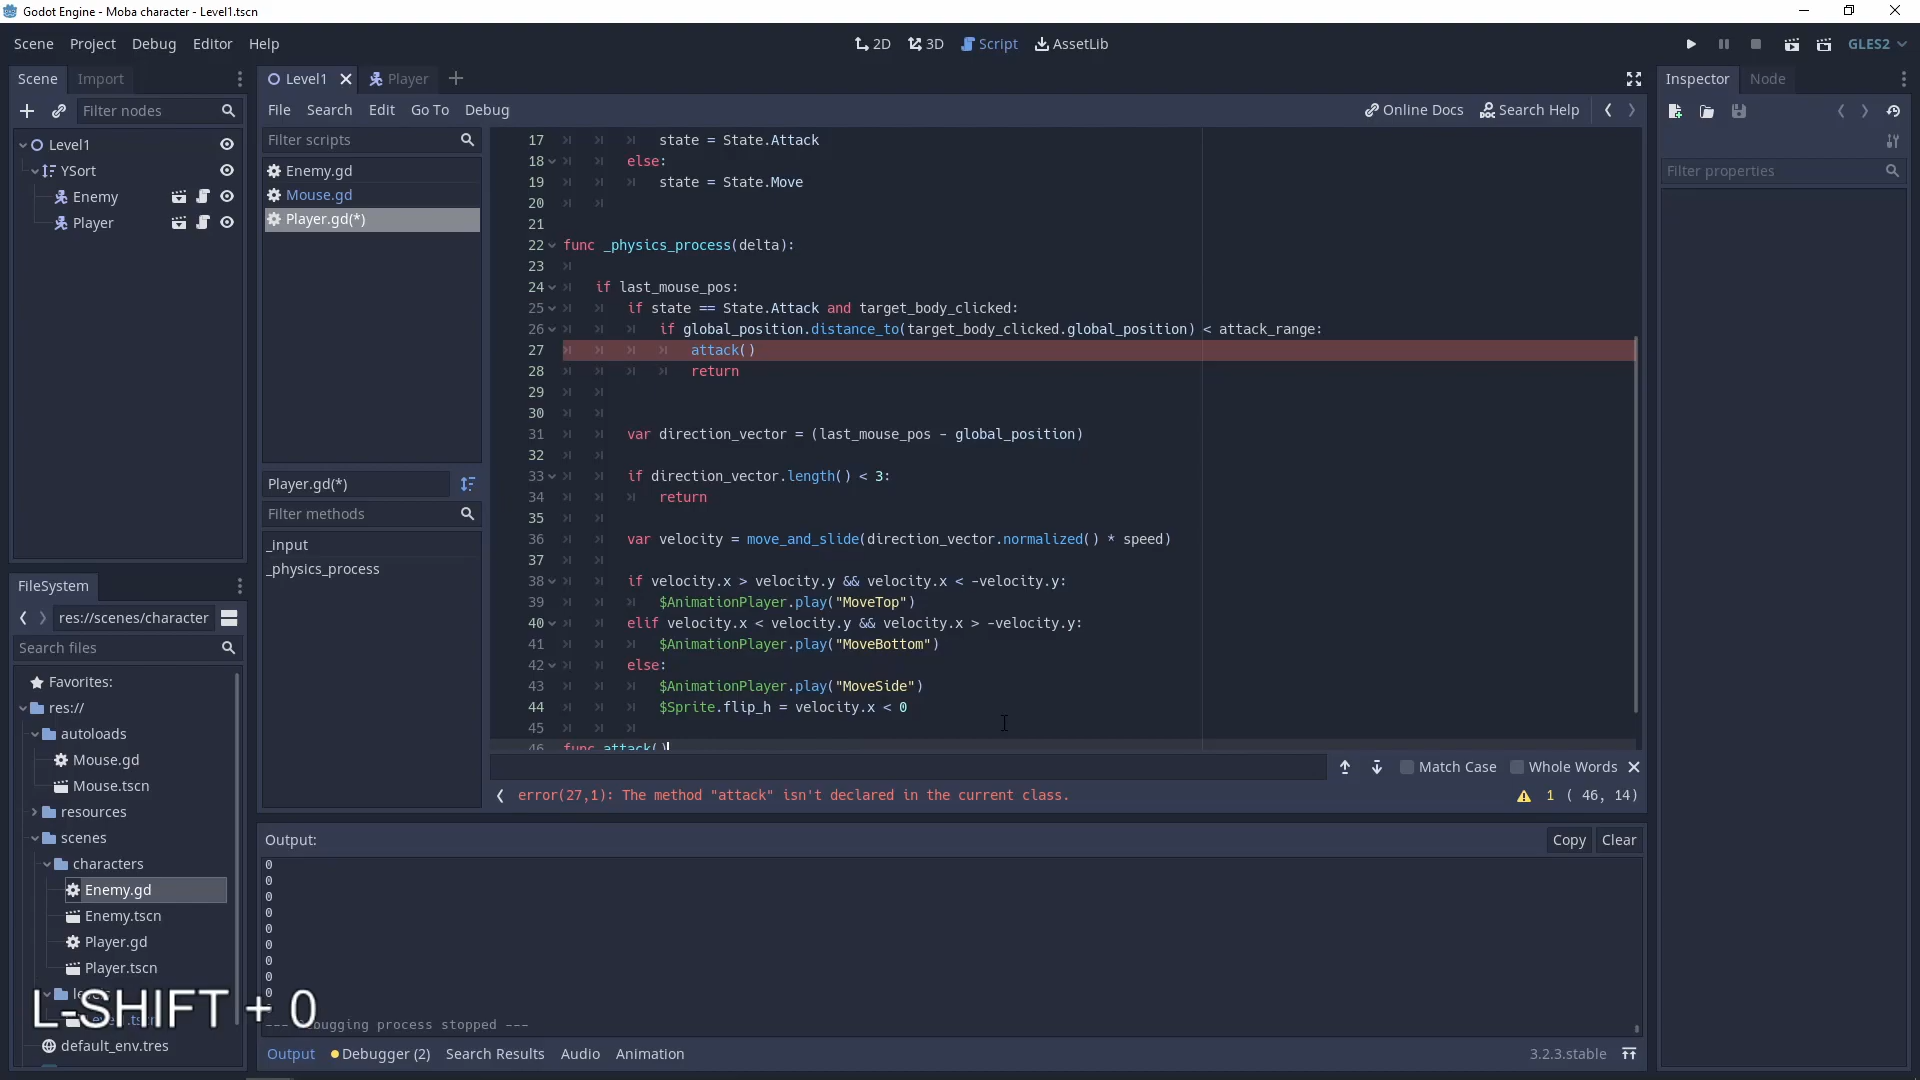 Godot Engine - Moba character - Level1.tscn
Scene Project Debug Editor Help
2D 3D Script AssetLib
GLES2
Scene Import
Filter nodes
Level1
YSort
Enemy
Player
Level1 Player
File Search Edit Go To Debug
Online Docs Search Help
Filter scripts
Enemy.gd
Mouse.gd
Player.gd(*)
Player.gd(*)
Filter methods
_input
_physics_process
17 state = State.Attack
18 else:
19 state = State.Move
20
21
22 func _physics_process(delta):
23
24 if last_mouse_pos:
25 if state == State.Attack and target_body_clicked:
26 if global_position.distance_to(target_body_clicked.global_position) < attack_range:
27 attack()
28 return
29
30
31 var direction_vector = (last_mouse_pos - global_position)
32
33 if direction_vector.length() < 3:
34 return
35
36 var velocity = move_and_slide(direction_vector.normalized() * speed)
37
38 if velocity.x > velocity.y && velocity.x < -velocity.y:
39 $AnimationPlayer.play("MoveTop")
40 elif velocity.x < velocity.y && velocity.x > -velocity.y:
41 $AnimationPlayer.play("MoveBottom")
42 else:
43 $AnimationPlayer.play("MoveSide")
44 $Sprite.flip_h = velocity.x < 0
45
46 func attack()
Match Case Whole Words
error(27,1): The method "attack" isn't declared in the current class.
1 ( 46, 14)
Output:
Copy Clear
0
0
0
0
0
0
0
0
0
bugging process stopped ---
Output Debugger (2) Search Results Audio Animation
3.2.3.stable
FileSystem
res://scenes/character
Search files
Favorites:
res://
autoloads
Mouse.gd
Mouse.tscn
resources
scenes
characters
Enemy.gd
Enemy.tscn
Player.gd
Player.tscn
L-SHIFT + 0
default_env.tres
Inspector Node
Filter properties